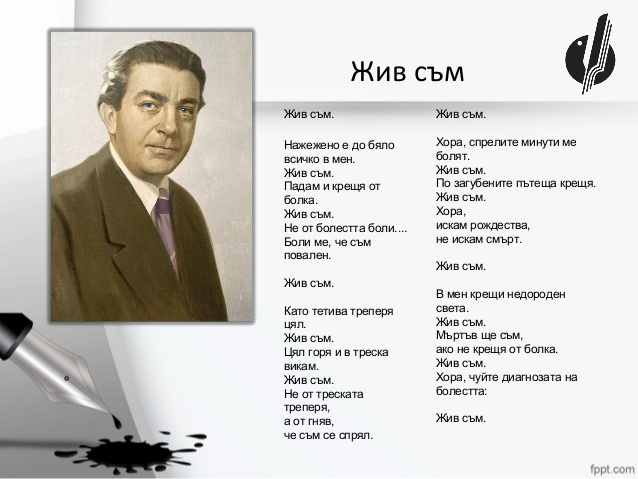 Жив съм
Жив съм.
Нажежено е до бяло
всичко в мен.
Жив съм.
Падам и крещя от
болка.
Жив съм.
Не от болестта боли....
Боли ме, че съм
повален.
Жив съм.
Като тетива треперя
цял.
Жив съм.
Цял горя и в треска
викам.
Жив съм.
Не от треската
треперя,
а от гняв,
че съм се спрял.
Жив съм.
Хора, спрелите минути ме
болят.
Жив съм.
По загубените пътеща крещя.
Жив съм.
Хора,
искам рождества,
не искам смърт.
Жив съм.
В мен крещи недороден
света.
Жив съм.
Мъртъв ще съм,
ако не крещя от болка.
Жив съм.
Хора, чуйте диагнозата на
болестта:
Жив съм.
fppt.com